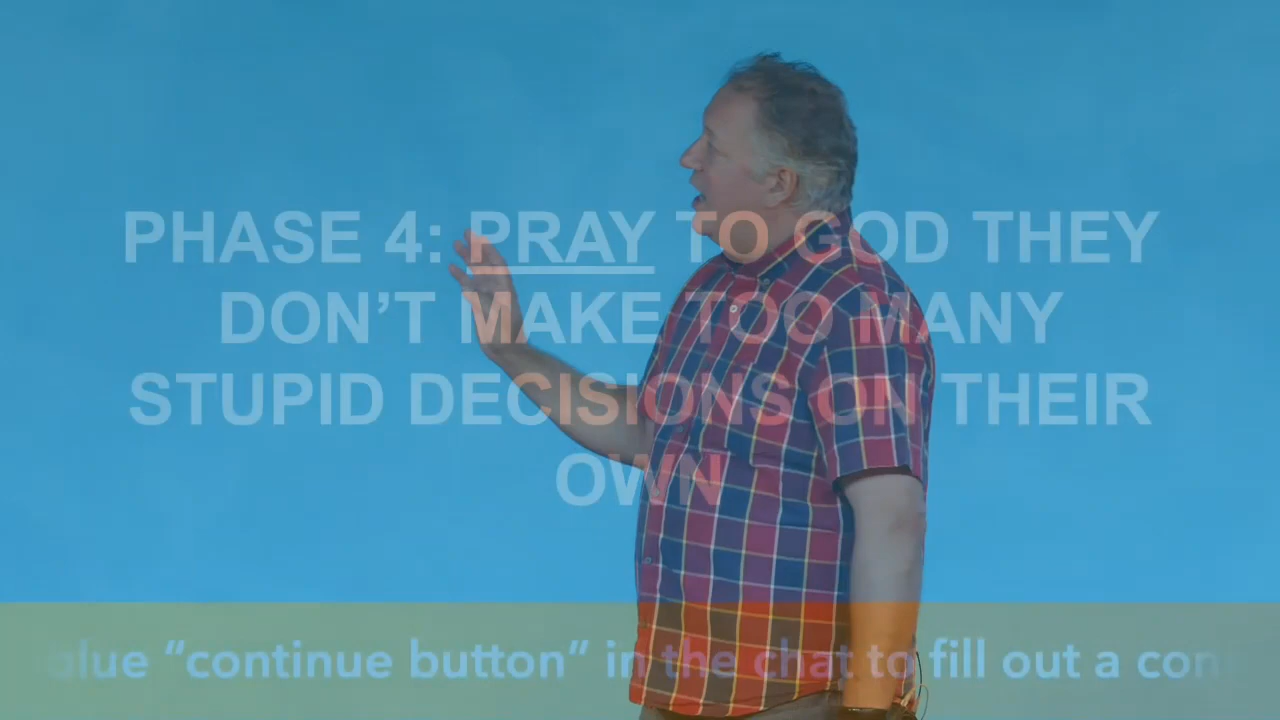 PHASE 4: PRAY TO GOD THEY
DON’T MAKE TOO MANY
STUPID DECISIONS ON THEIR
OWN
“continue button” in the chat to fill out a